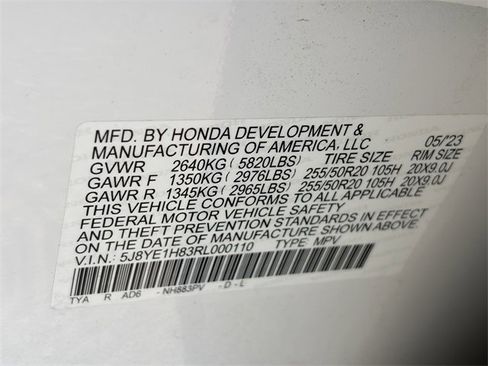 MFD. BY HONDA DEVELOPMENT &
MANUFACTURING OF AMERICA, LLC 05/23
GVWR 2640KG ( 5820LBS) TIRE SIZE RIM SIZE
GAWR F 1350KG ( 2976LBS) 255/50R20 105H 20X9.0J
GAWR R 1345KG ( 2965LBS) 255/50R20 105H 20X9.0J
THIS VEHICLE CONFORMS TO ALL APPLICABLE
FEDERAL MOTOR VEHICLE SAFETY
AND THEFT PREVENTION STANDARDS IN EFFECT
ON THE DATE OF MANUFACTURE SHOWN ABOVE.
V.I.N.: 5J8YE1H83RL000110 TYPE: MPV
TYA R AD6 -NH883PV -D-L